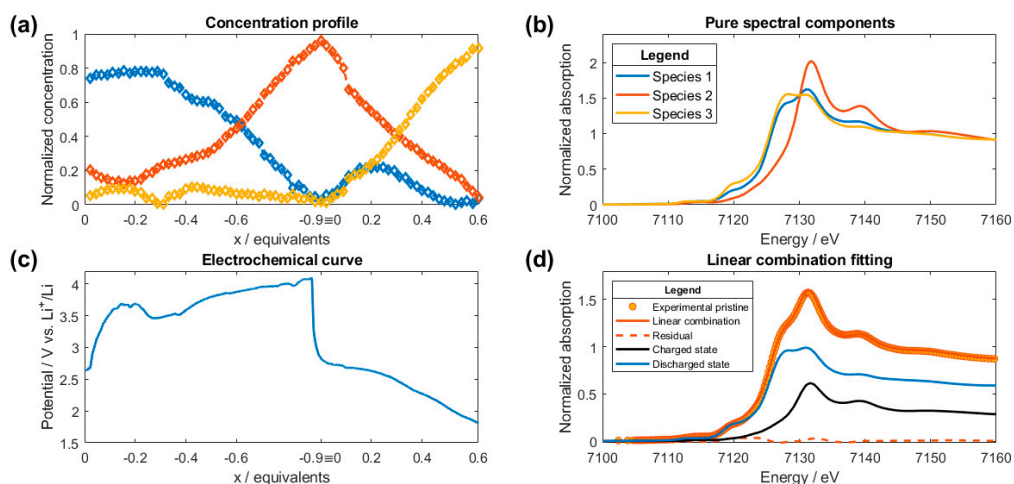 (a)
Concentration profile
Normalized concentration
1
0.8
0.6
0.4
0.2
0
0 -0.2 -0.4 -0.6 -0.9≡0 0.2 0.4 0.6
x / equivalents
(b)
Pure spectral components
Normalized absorption
2
1.5
1
0.5
0
Legend
Species 1
Species 2
Species 3
7100 7110 7120 7130 7140 7150 7160
Energy / eV
(c)
Electrochemical curve
Potential / V vs. Li⁺/Li
4
3.5
3
2.5
2
1.5
0 -0.2 -0.4 -0.6 -0.9≡0 0.2 0.4 0.6
x / equivalents
(d)
Linear combination fitting
Normalized absorption
1.5
1
0.5
0
Legend
Experimental pristine
Linear combination
Residual
Charged state
Discharged state
7100 7110 7120 7130 7140 7150 7160
Energy / eV